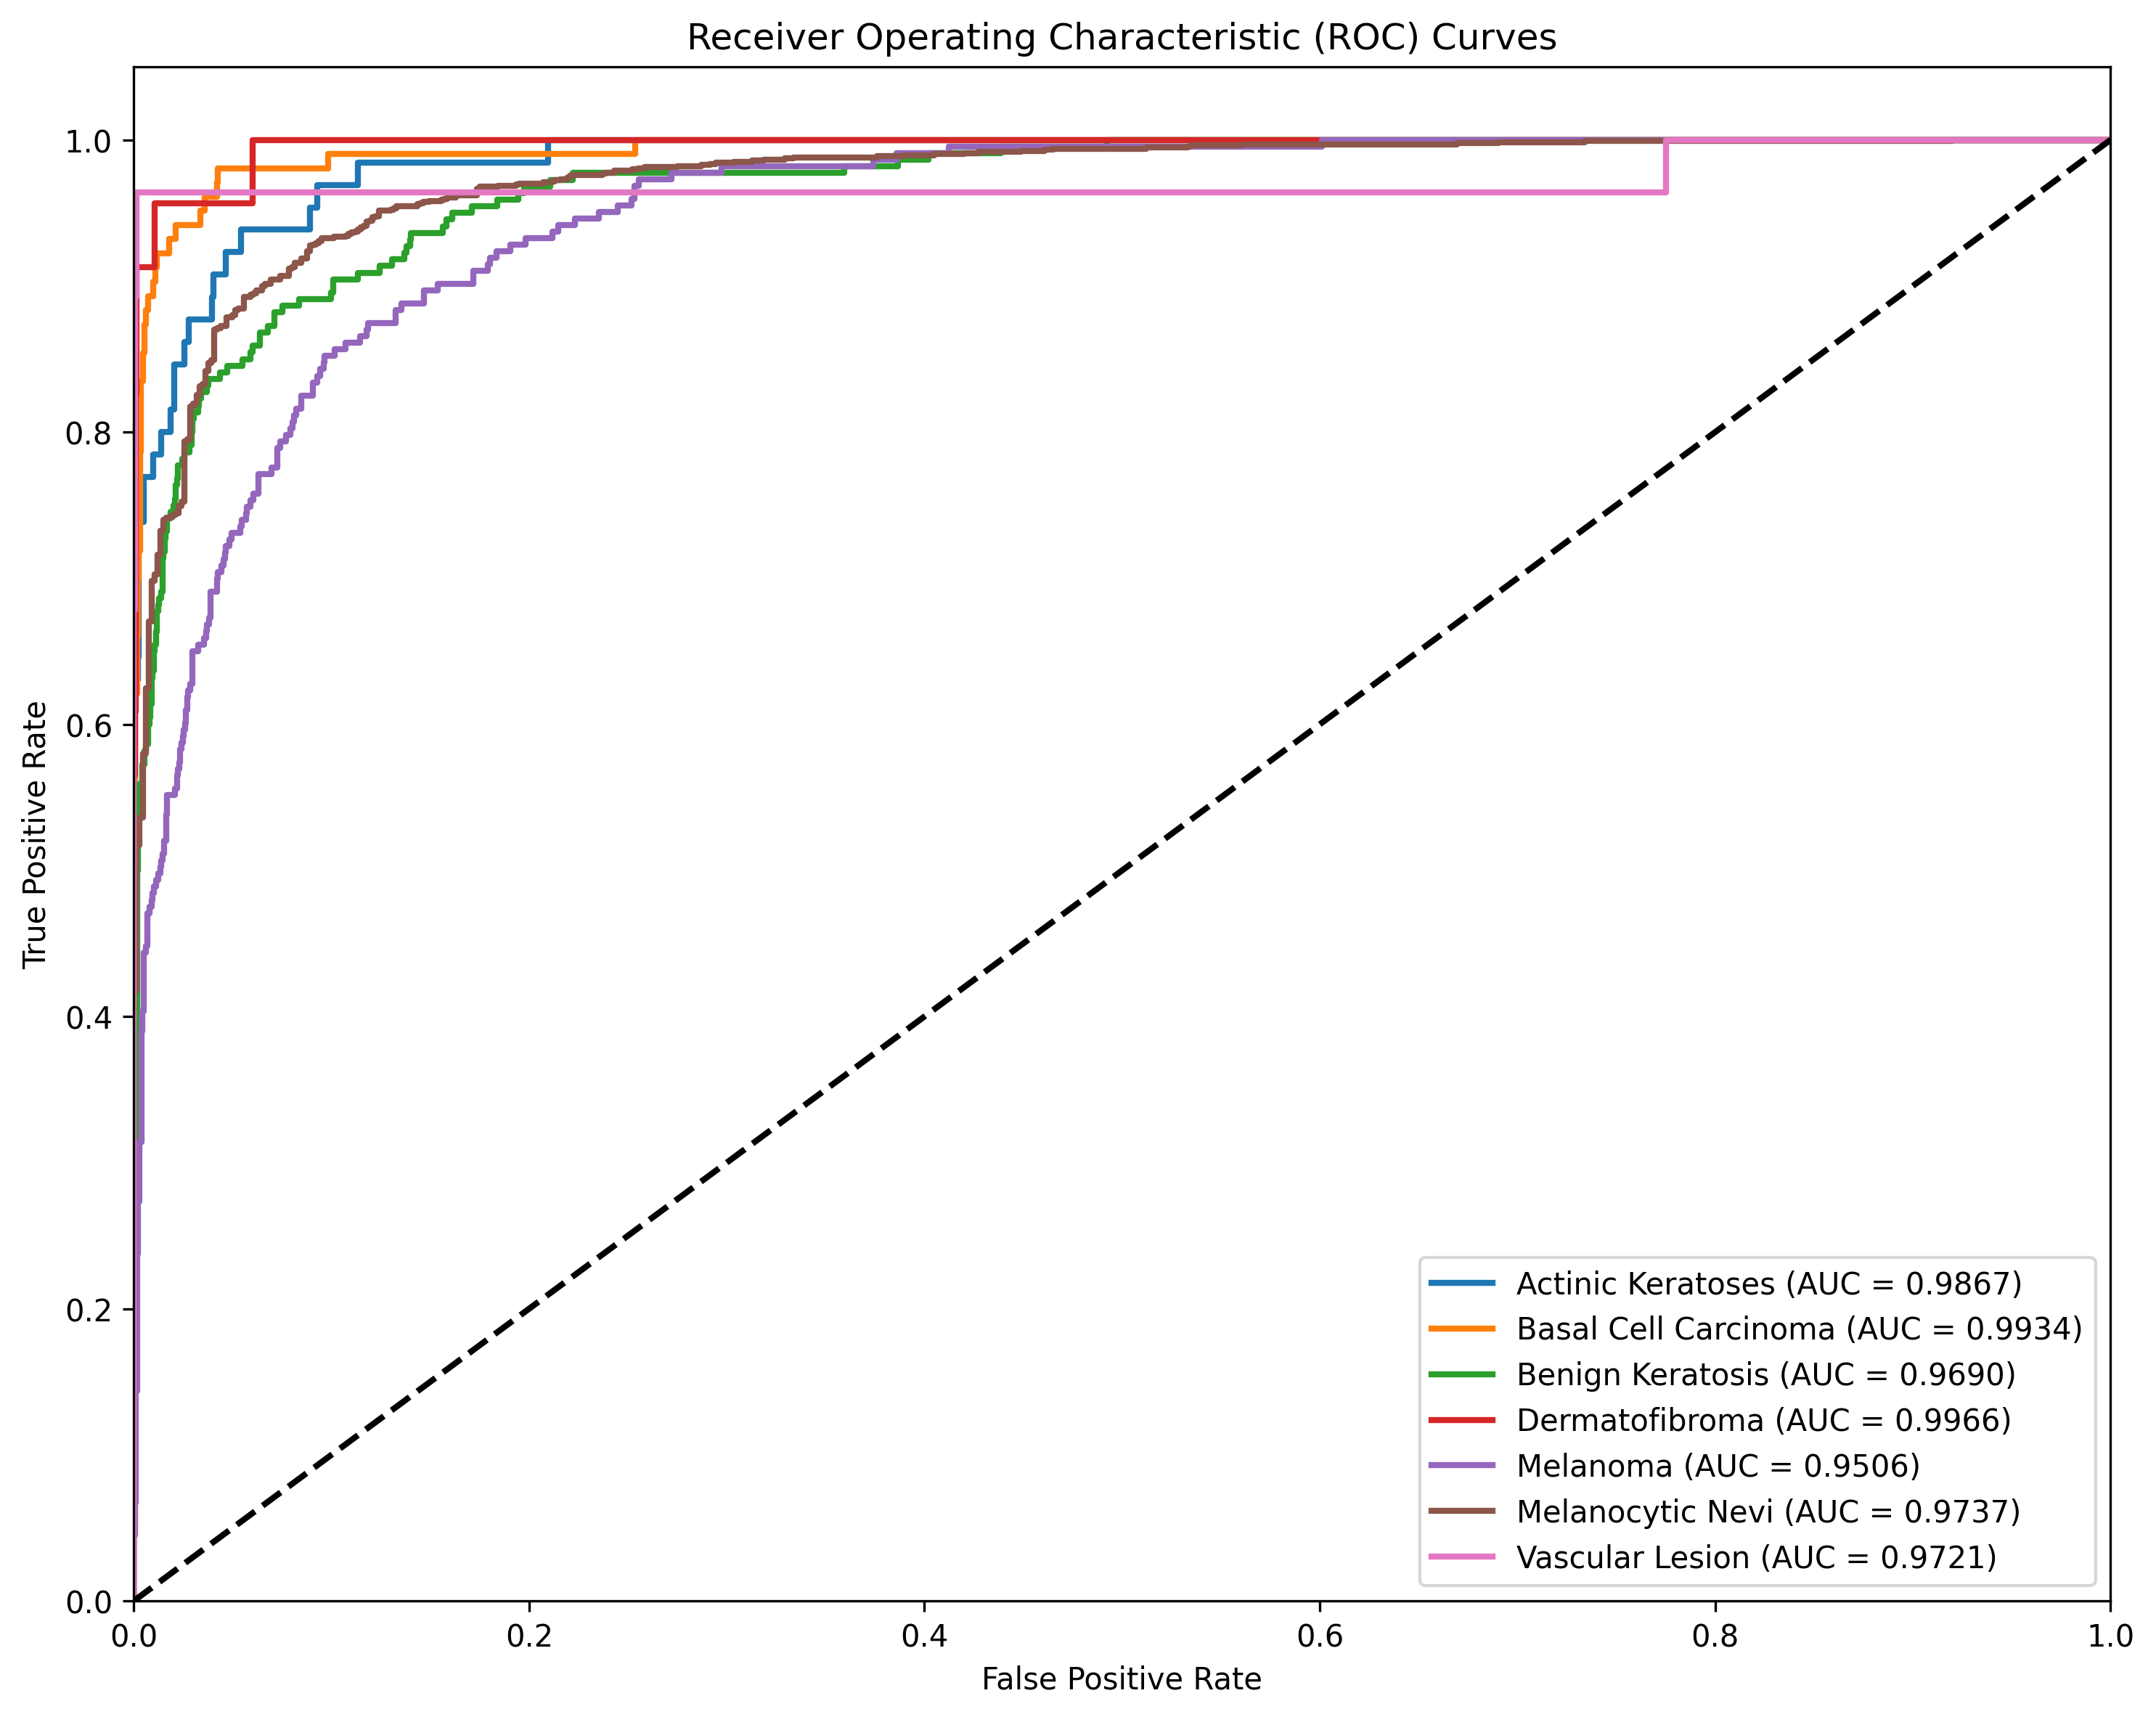 Receiver Operating Characteristic (ROC) Curves
True Positive Rate
1.0
0.8
0.6
0.4
0.2
0.0
0.0 0.2 0.4 0.6 0.8 1.0
False Positive Rate
Actinic Keratoses (AUC = 0.9867)
Basal Cell Carcinoma (AUC = 0.9934)
Benign Keratosis (AUC = 0.9690)
Dermatofibroma (AUC = 0.9966)
Melanoma (AUC = 0.9506)
Melanocytic Nevi (AUC = 0.9737)
Vascular Lesion (AUC = 0.9721)